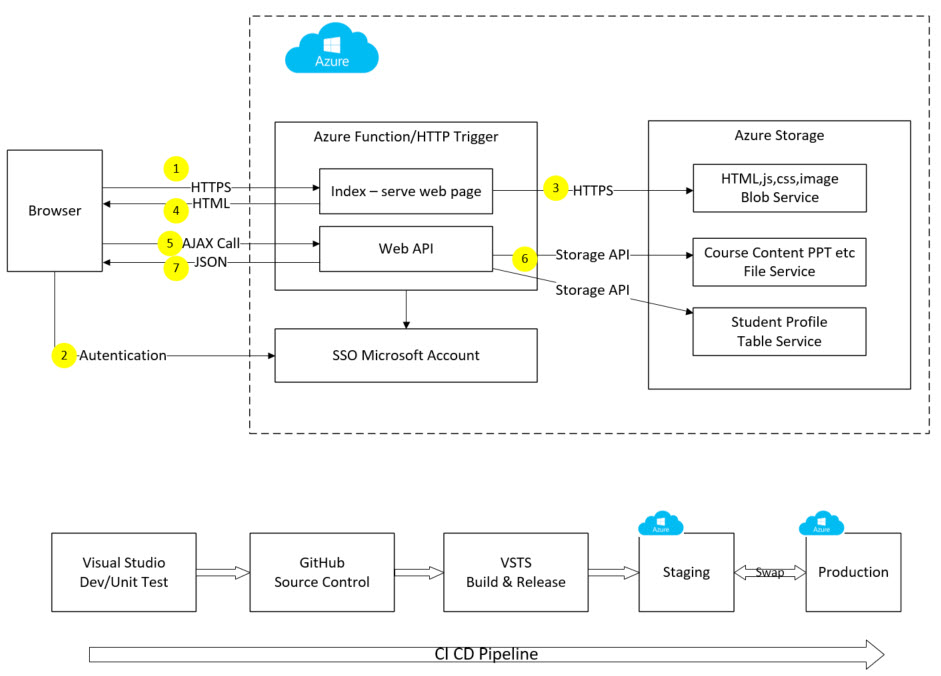 Azure
Azure Function/HTTP Trigger
Azure Storage
Browser
1
HTTPS
Index – serve web page
3
HTTPS
HTML,js,css,image
Blob Service
4
HTML
5
AJAX Call
Web API
6
Storage API
Course Content PPT etc
File Service
7
JSON
Storage API
Student Profile
Table Service
2
Autentication
SSO Microsoft Account
Visual Studio
Dev/Unit Test
GitHub
Source Control
VSTS
Build & Release
Azure
Staging
Swap
Azure
Production
CI CD Pipeline